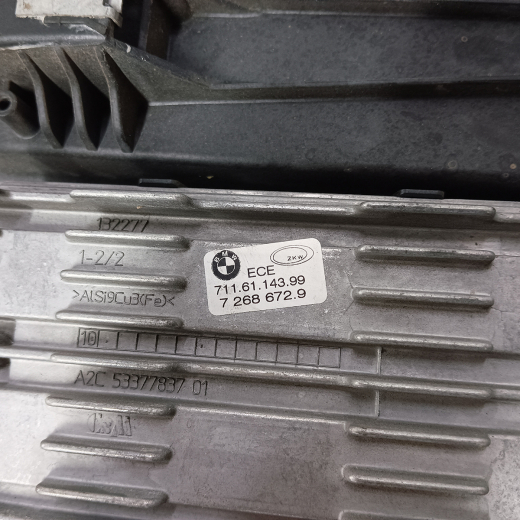 132277
1-2/2
>AlSi9Cu3(Fe)<
BMW
ZKW
ECE
711.61.143.99
7 268 672.9
10
A2C 53377837 01